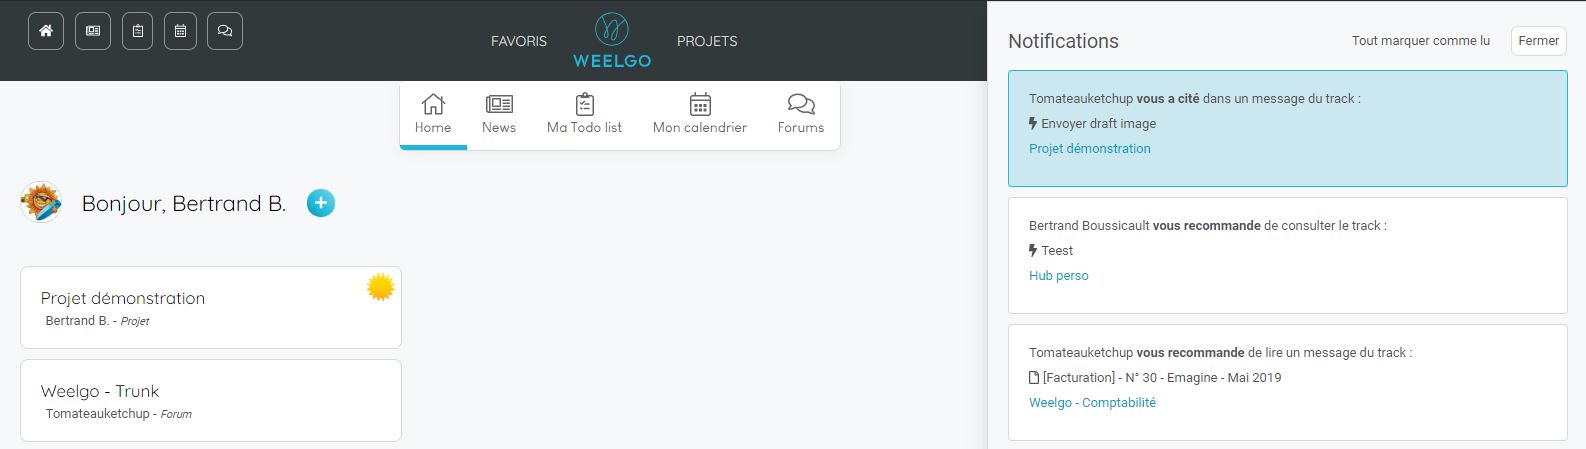 FAVORIS
WEELGO
PROJETS
Home
News
Ma Todo list
Mon calendrier
Forums
Bonjour, Bertrand B.
Projet démonstration
Bertrand B. - Projet
Weelgo - Trunk
Tomateauketchup - Forum
Notifications
Tout marquer comme lu
Fermer
Tomateauketchup vous a cité dans un message du track :
Envoyer draft image
Projet démonstration
Bertrand Boussicault vous recommande de consulter le track :
Teest
Hub perso
Tomateauketchup vous recommande de lire un message du track :
[Facturation] - N° 30 - Emagine - Mai 2019
Weelgo - Comptabilité